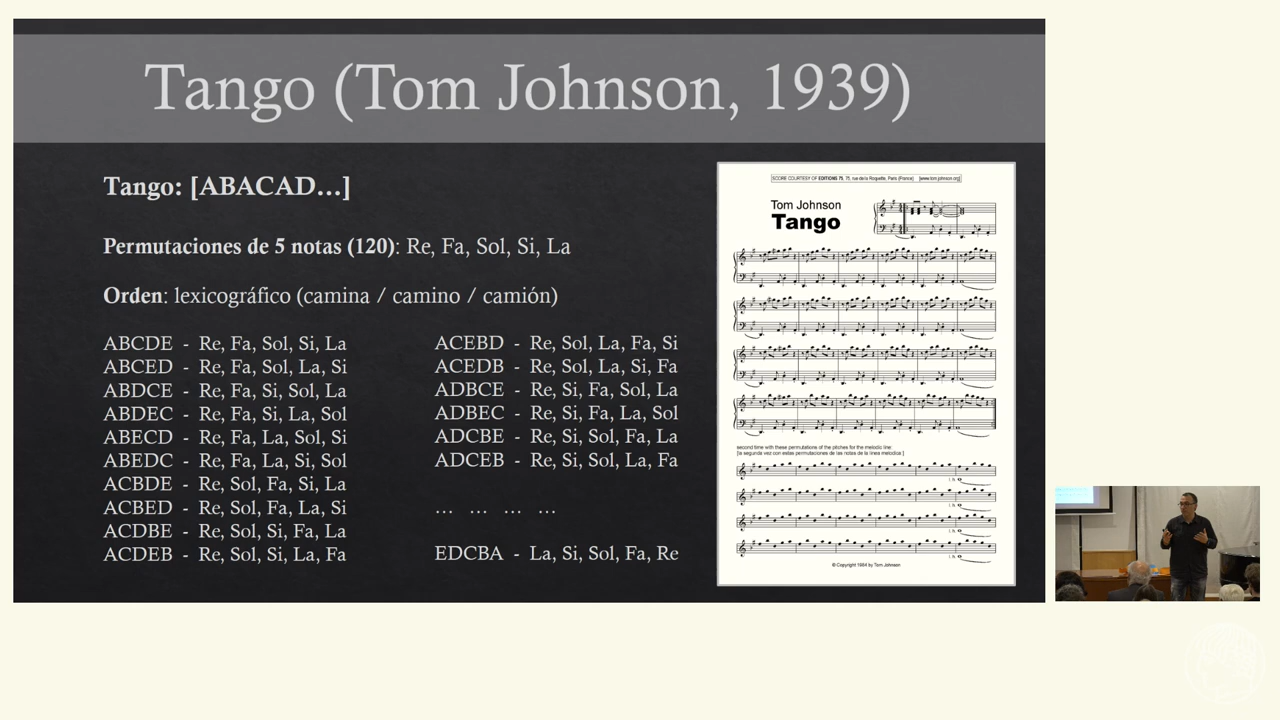 Tango (Tom Johnson, 1939)
Tango: [ABACAD...]
Permutaciones de 5 notas (120): Re, Fa, Sol, Si, La
Orden: lexicográfico (camina / camino / camión)
ABCDE - Re, Fa, Sol, Si, La
ABCED - Re, Fa, Sol, La, Si
ABDCE - Re, Fa, Si, Sol, La
ABDEC - Re, Fa, Si, La, Sol
ABECD - Re, Fa, La, Sol, Si
ABEDC - Re, Fa, La, Si, Sol
ACBDE - Re, Sol, Fa, Si, La
ACBED - Re, Sol, Fa, La, Si
ACDBE - Re, Sol, Si, Fa, La
ACDEB - Re, Sol, Si, La, Fa
ACEBD - Re, Sol, La, Fa, Si
ACEDB - Re, Sol, La, Si, Fa
ADBCE - Re, Si, Fa, Sol, La
ADBEC - Re, Si, Fa, La, Sol
ADCBE - Re, Si, Sol, Fa, La
ADCEB - Re, Si, Sol, La, Fa
... ... ... ...
EDCBA - La, Si, Sol, Fa, Re
SCORE COURTESY OF EDITIONS 75, 75, rue de la Roquette, Paris (France) [www.tom.johnson.org]
Tom Johnson
Tango
second time with these permutations of the pitches for the melodic line:
[la segunda vez con estas permutaciones de las notas de la linea melodica:]
© Copyright 1984 by Tom Johnson